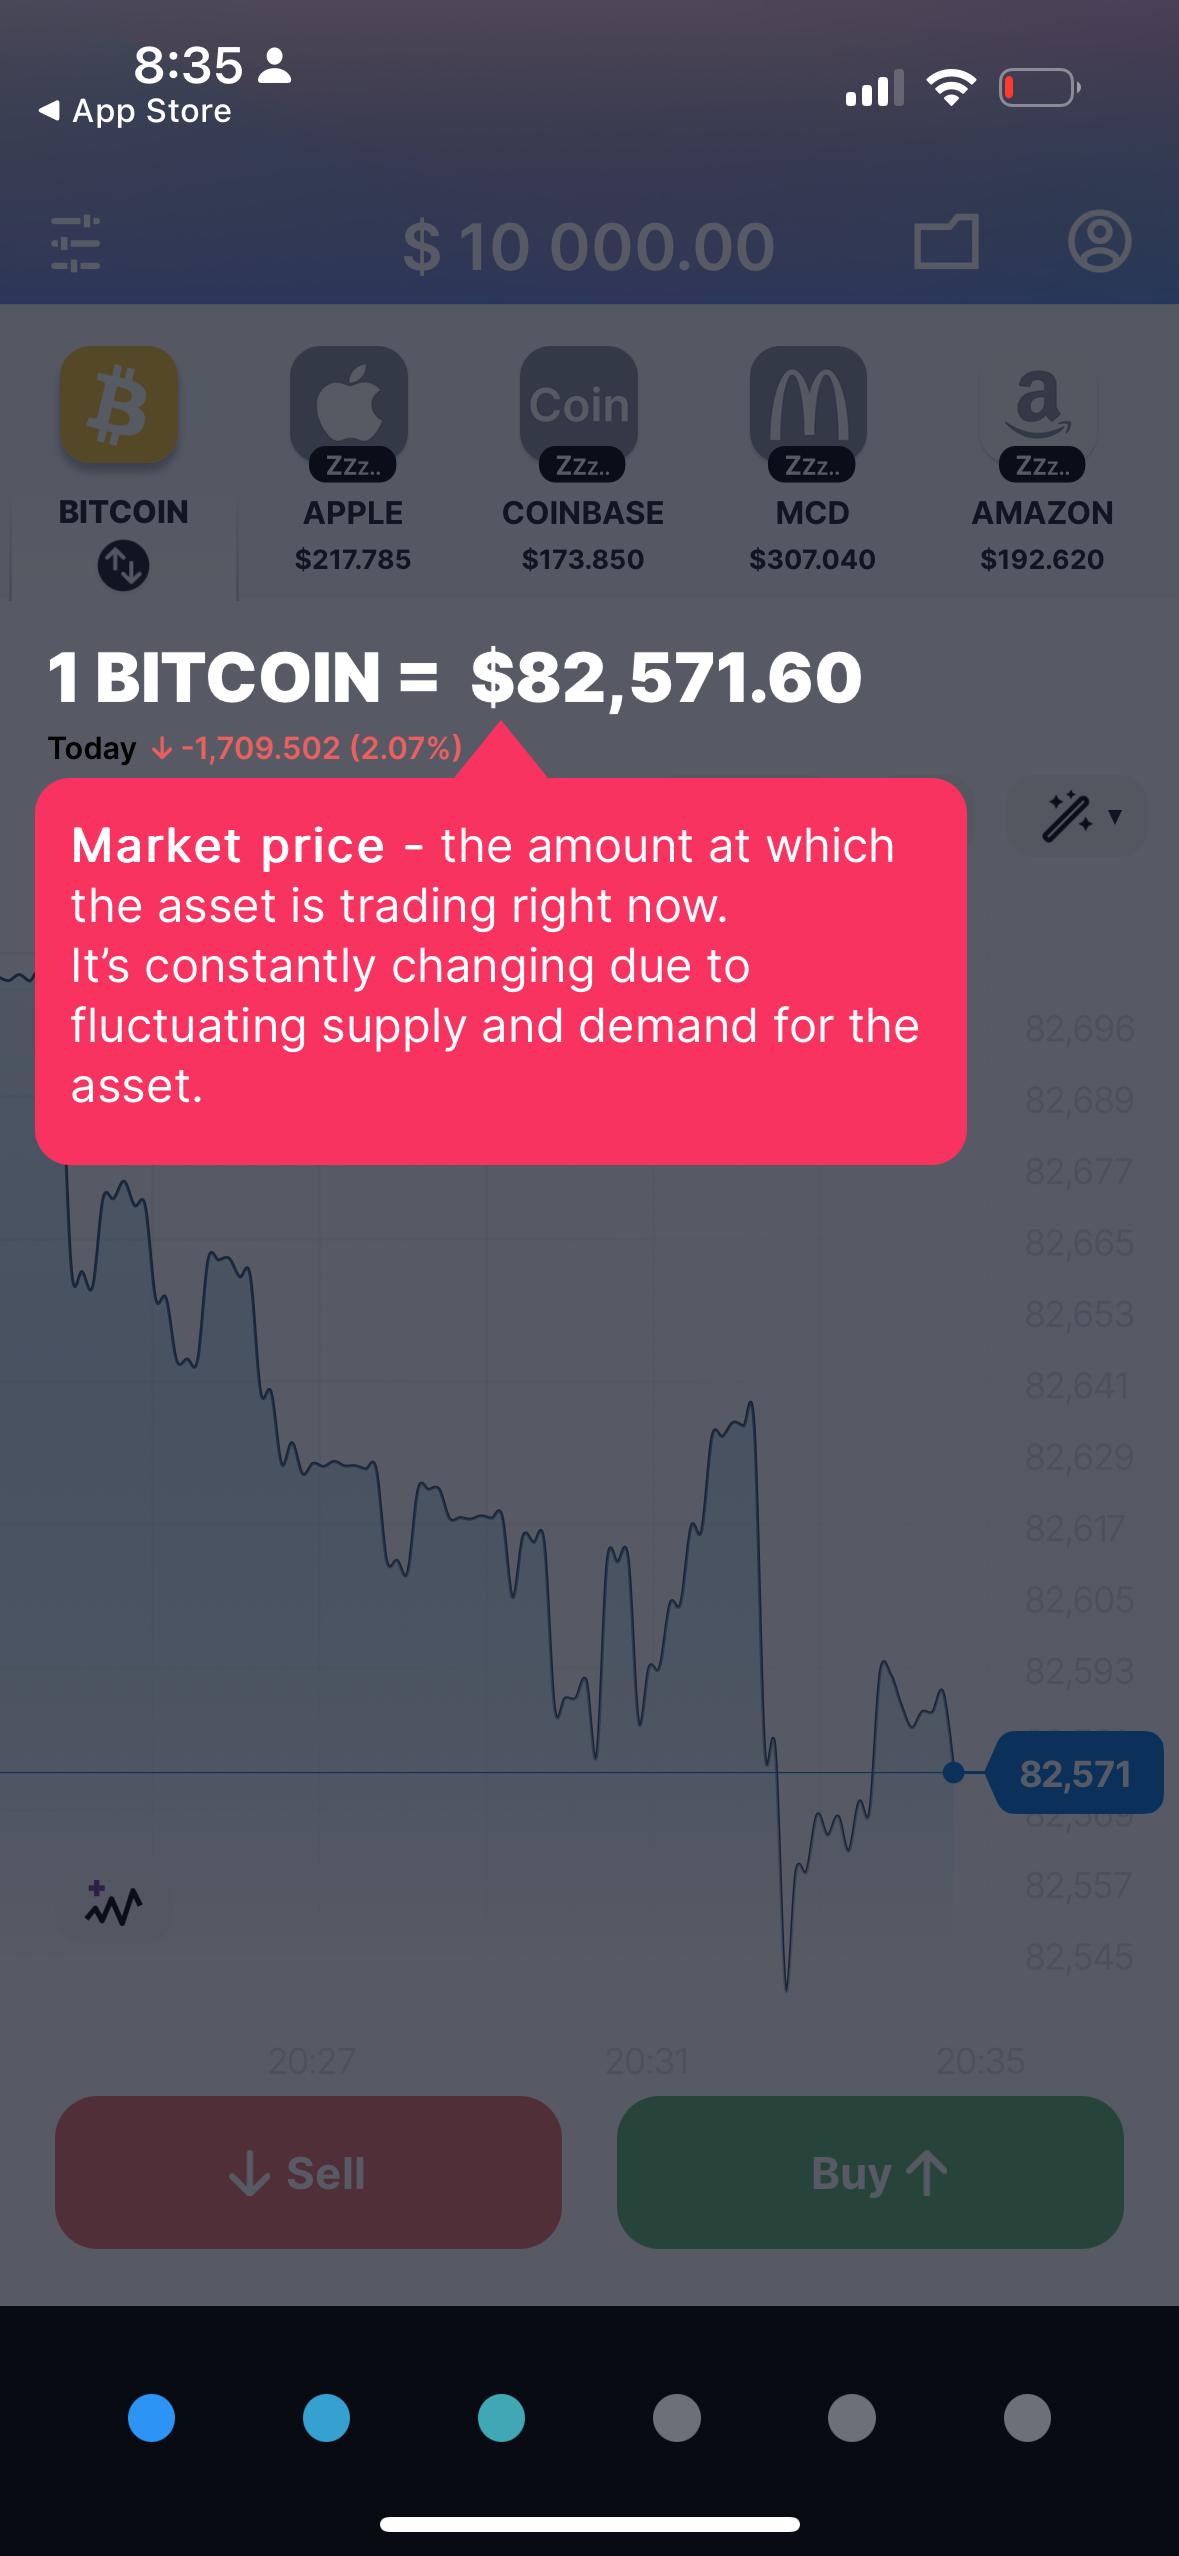 8:35
App Store
$ 10 000.00
Coin
ZZz.. ZZz.. ZZz.. ZZz..
BITCOIN APPLE COINBASE MCD AMAZON
$217.785 $173.850 $307.040 $192.620
1 BITCOIN = $82,571.60
Today ↓ -1,709.502 (2.07%)
Market price - the amount at which
the asset is trading right now.
It’s constantly changing due to
fluctuating supply and demand for the
asset.
82,696
82,689
82,677
82,665
82,653
82,641
82,629
82,617
82,605
82,593
82,571
82,569
82,557
82,545
20:27 20:31 20:35
↓ Sell Buy ↑